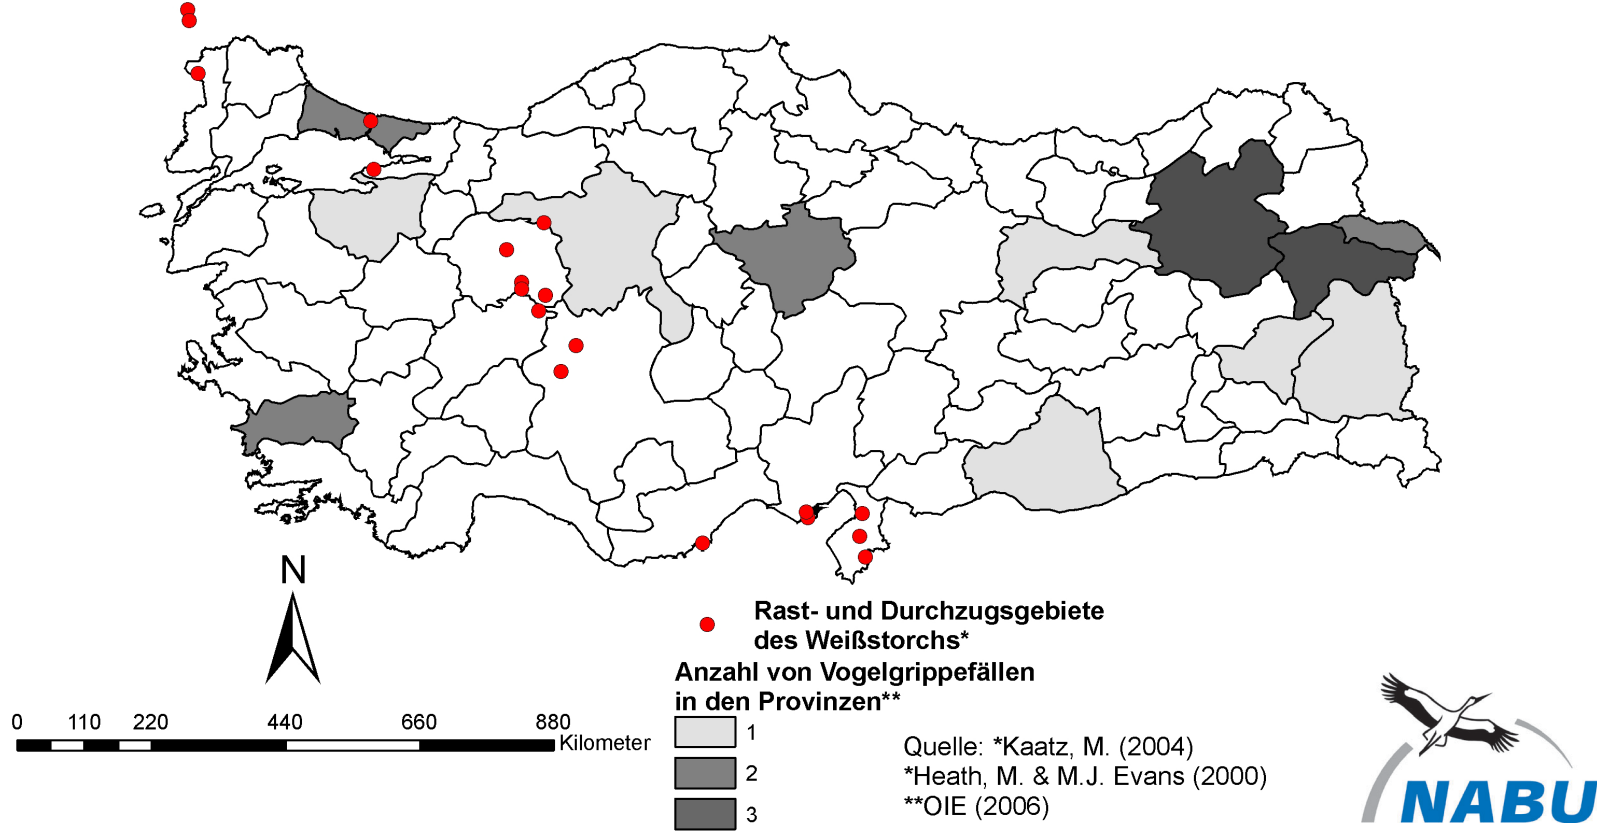 N
Rast- und Durchzugsgebiete
des Weißstorchs*
Anzahl von Vogelgrippefällen
in den Provinzen**
1
2
3
0 110 220 440 660 880
Kilometer
Quelle: *Kaatz, M. (2004)
*Heath, M. & M.J. Evans (2000)
**OIE (2006)
NABU